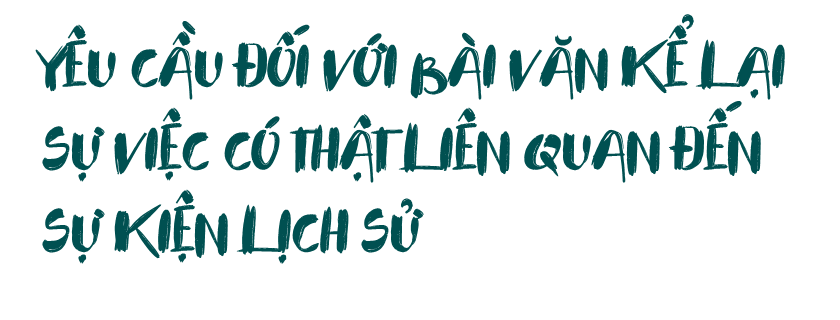 YÊU CẦU ĐỐI VỚI BÀI VĂN KỂ LẠI
SỰ VIỆC CÓ THẬT LIÊN QUAN ĐẾN
SỰ KIỆN LỊCH SỬ